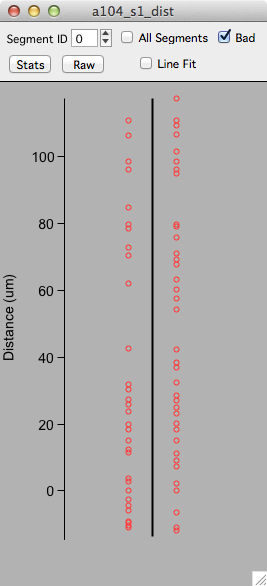 a104_s1_dist
Segment ID 0 All Segments Bad
Stats Raw Line Fit
100
80
60
40
20
0
Distance (um)